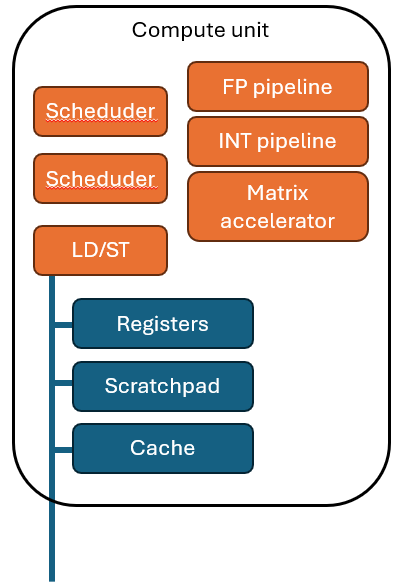 Compute unit
Scheduder
Scheduder
LD/ST
FP pipeline
INT pipeline
Matrix
accelerator
Registers
Scratchpad
Cache